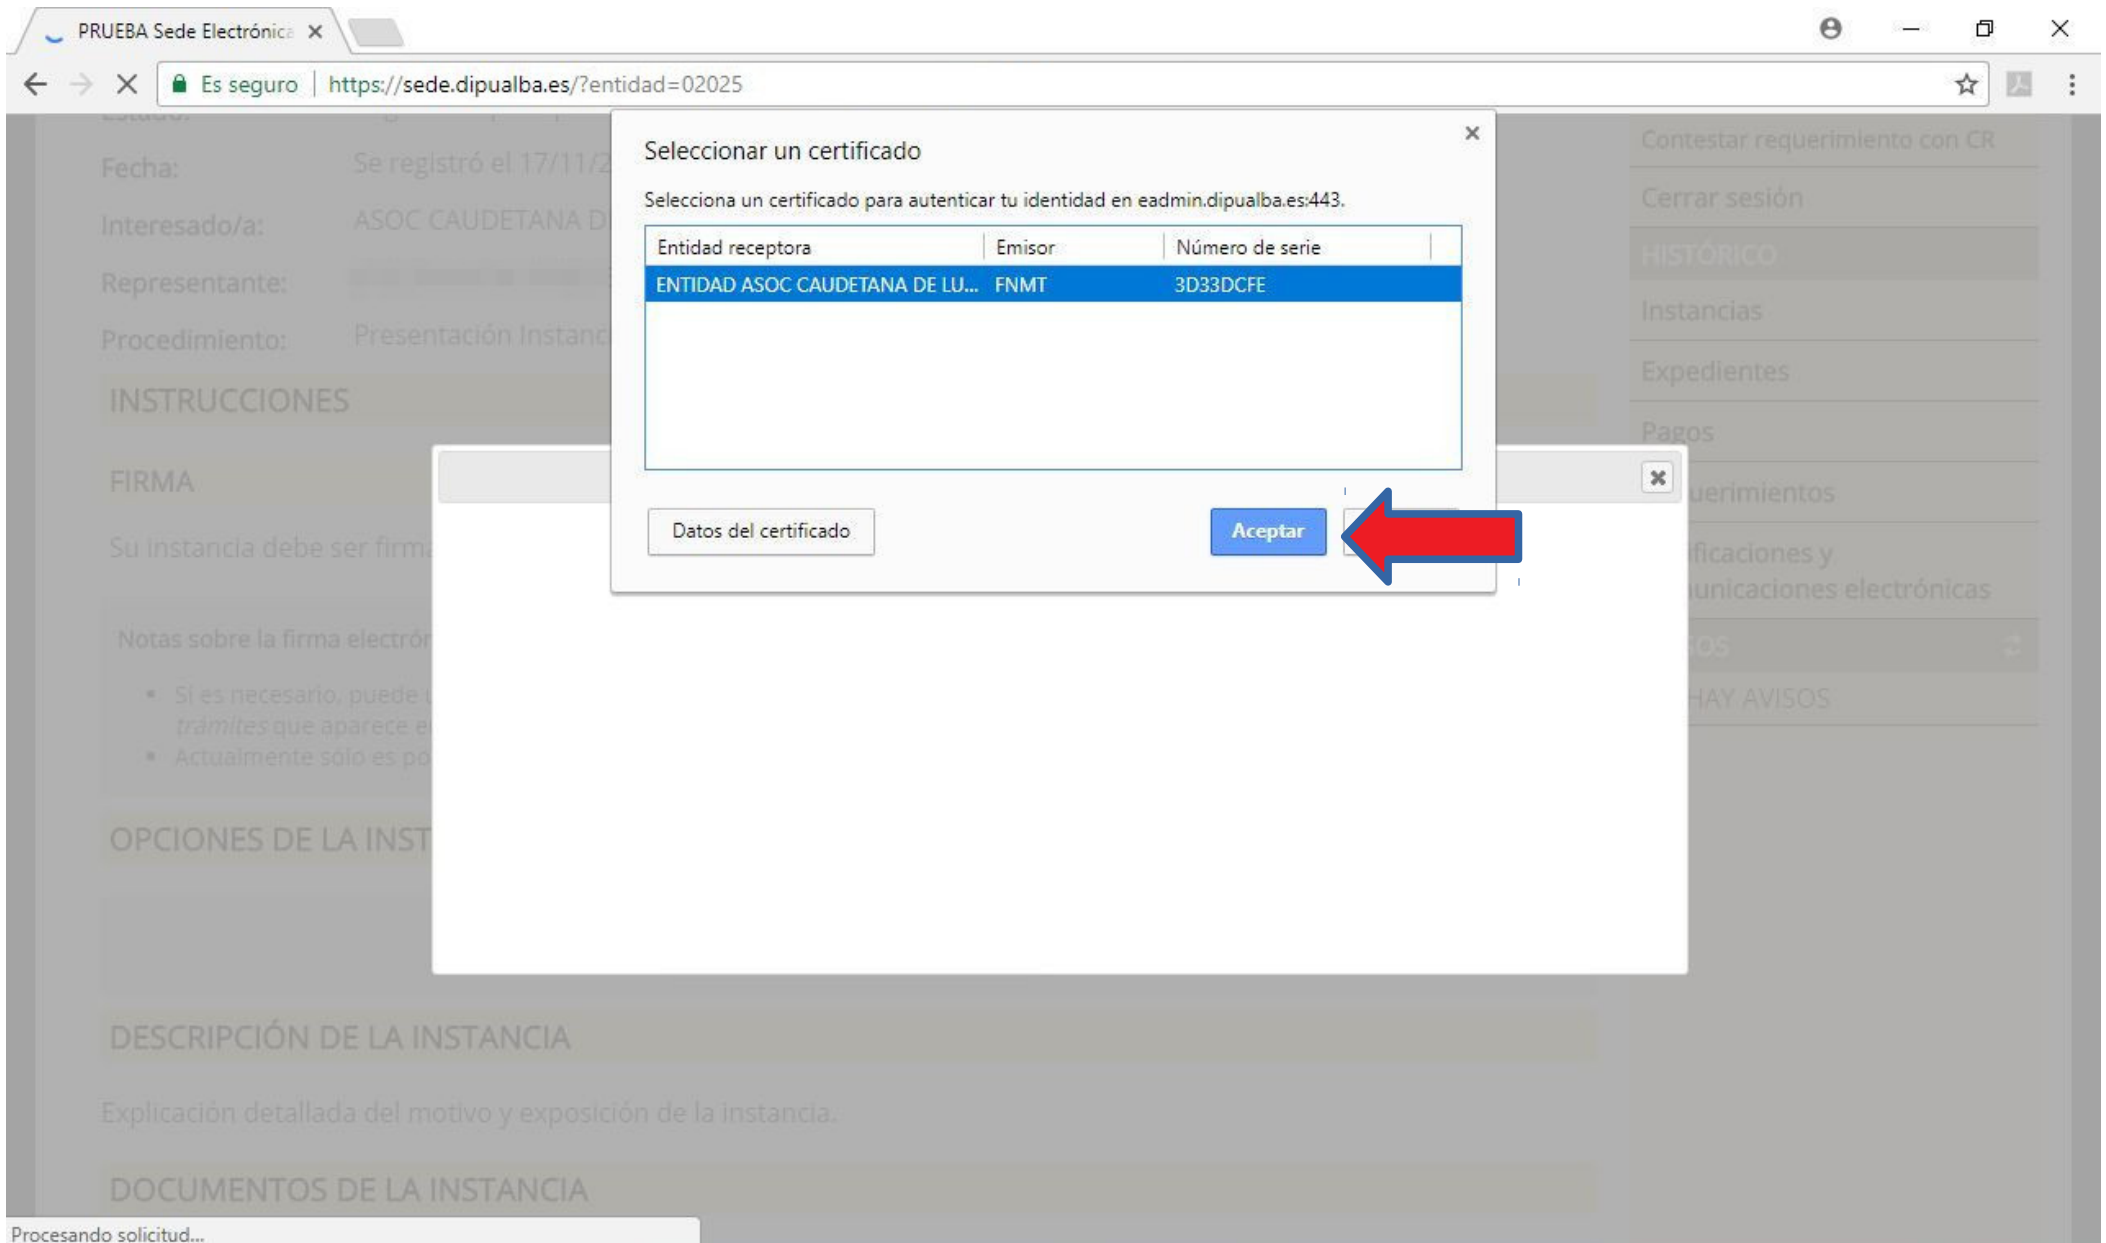 PRUEBA Sede Electrónica
Es seguro | https://sede.dipualba.es/?entidad=02025
Seleccionar un certificado
Selecciona un certificado para autenticar tu identidad en eadmin.dipualba.es:443.
Entidad receptora Emisor Número de serie
ENTIDAD ASOC CAUDETANA DE LU... FNMT 3D33DCFE
Datos del certificado Aceptar
Fecha: Se registró el 17/11/2
Interesado/a: ASOC CAUDETANA D
Representante:
Procedimiento: Presentación Instanc
INSTRUCCIONES
FIRMA
Su instancia debe ser firma
Notas sobre la firma electrón
Si es necesario, puede
trámites que aparece e
Actualmente sólo es po
OPCIONES DE LA INST
DESCRIPCIÓN DE LA INSTANCIA
Explicación detallada del motivo y exposición de la instancia.
DOCUMENTOS DE LA INSTANCIA
Contestar requerimiento con CR
Cerrar sesión
HISTÓRICO
Instancias
Expedientes
Pagos
uerimientos
ificaciones y
unicaciones electrónicas
SOS
HAY AVISOS
Procesando solicitud...